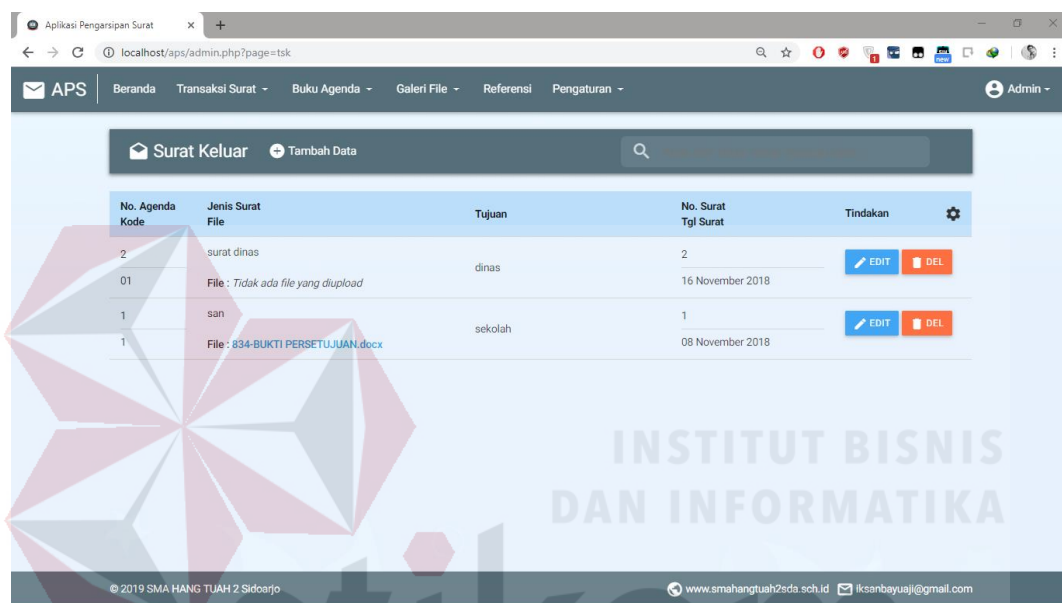 Aplikasi Pengarsipan Surat
localhost/aps/admin.php?page=tsk
1
new
APS Beranda Transaksi Surat Buku Agenda Galeri File Referensi Pengaturan Admin
Surat Keluar Tambah Data
No. Agenda Jenis Surat Tujuan No. Surat Tindakan
Kode File Tgl Surat
2 surat dinas dinas 2 EDIT DEL
01 File : Tidak ada file yang diupload 16 November 2018
1 san sekolah 1 EDIT DEL
1 File : 834-BUKTI PERSETUJUAN.docx 08 November 2018
INSTITUT BISNIS
DAN INFORMATIKA
© 2019 SMA HANG TUAH 2 Sidoarjo www.smahangtuah2sda.sch.id iksanbayuaji@gmail.com